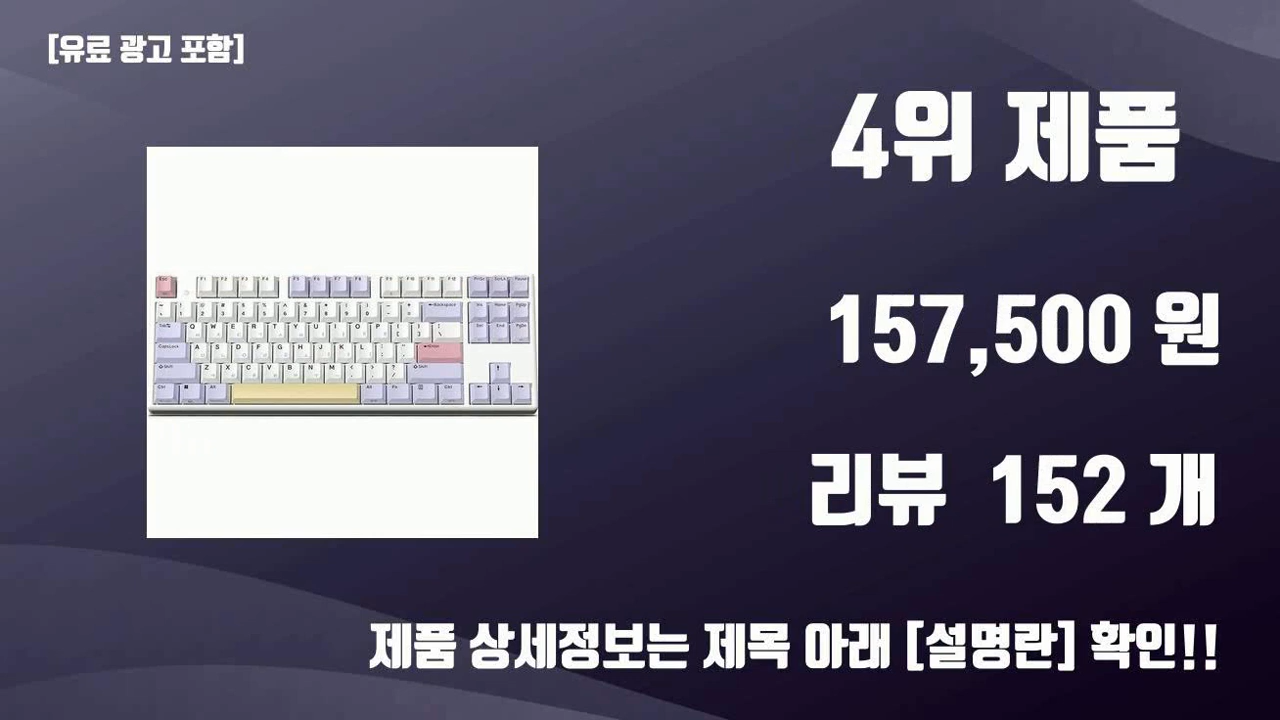 [유료 광고 포함]
4위 제품
157,500 원
리뷰 152 개
제품 상세정보는 제목 아래 [설명란] 확인!!